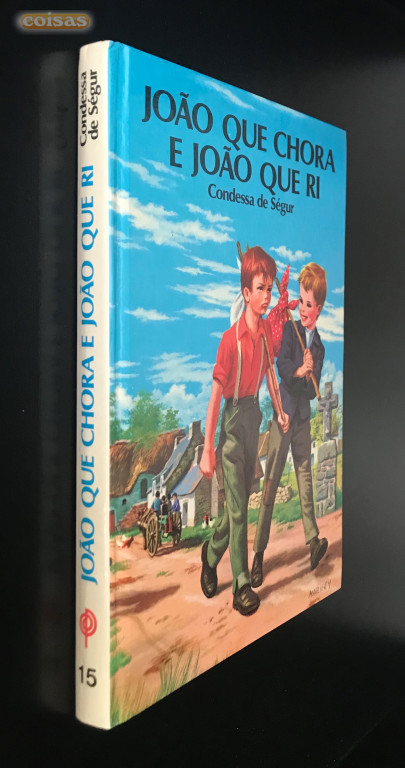 coisas
JOÃO QUE CHORA
E JOÃO QUE RI
Condessa de Ségur
Condessa
de Ségur
JOÃO QUE CHORA E JOÃO QUE RI
15